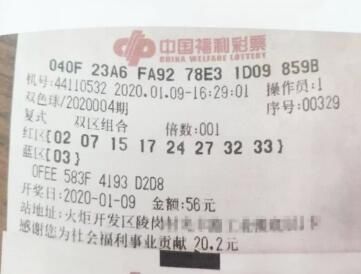 中国福利彩票
CHINA WELFARE LOTTERY
040F 23A6 FA92 78E3 1D09 859B
机号:44110532 2020.01.09-16:29:01 操作员:1
双色球/2020004期 序号:00329
复式 双区组合 倍数:001
红区{02 07 15 17 24 27 32 33}
蓝区{03}
0FEE 583F 4193 D2D8
开奖日:2020-01-09 金额:56元
站地址:火炬开发区陵岗
感谢您为社会福利事业贡献 20.2元